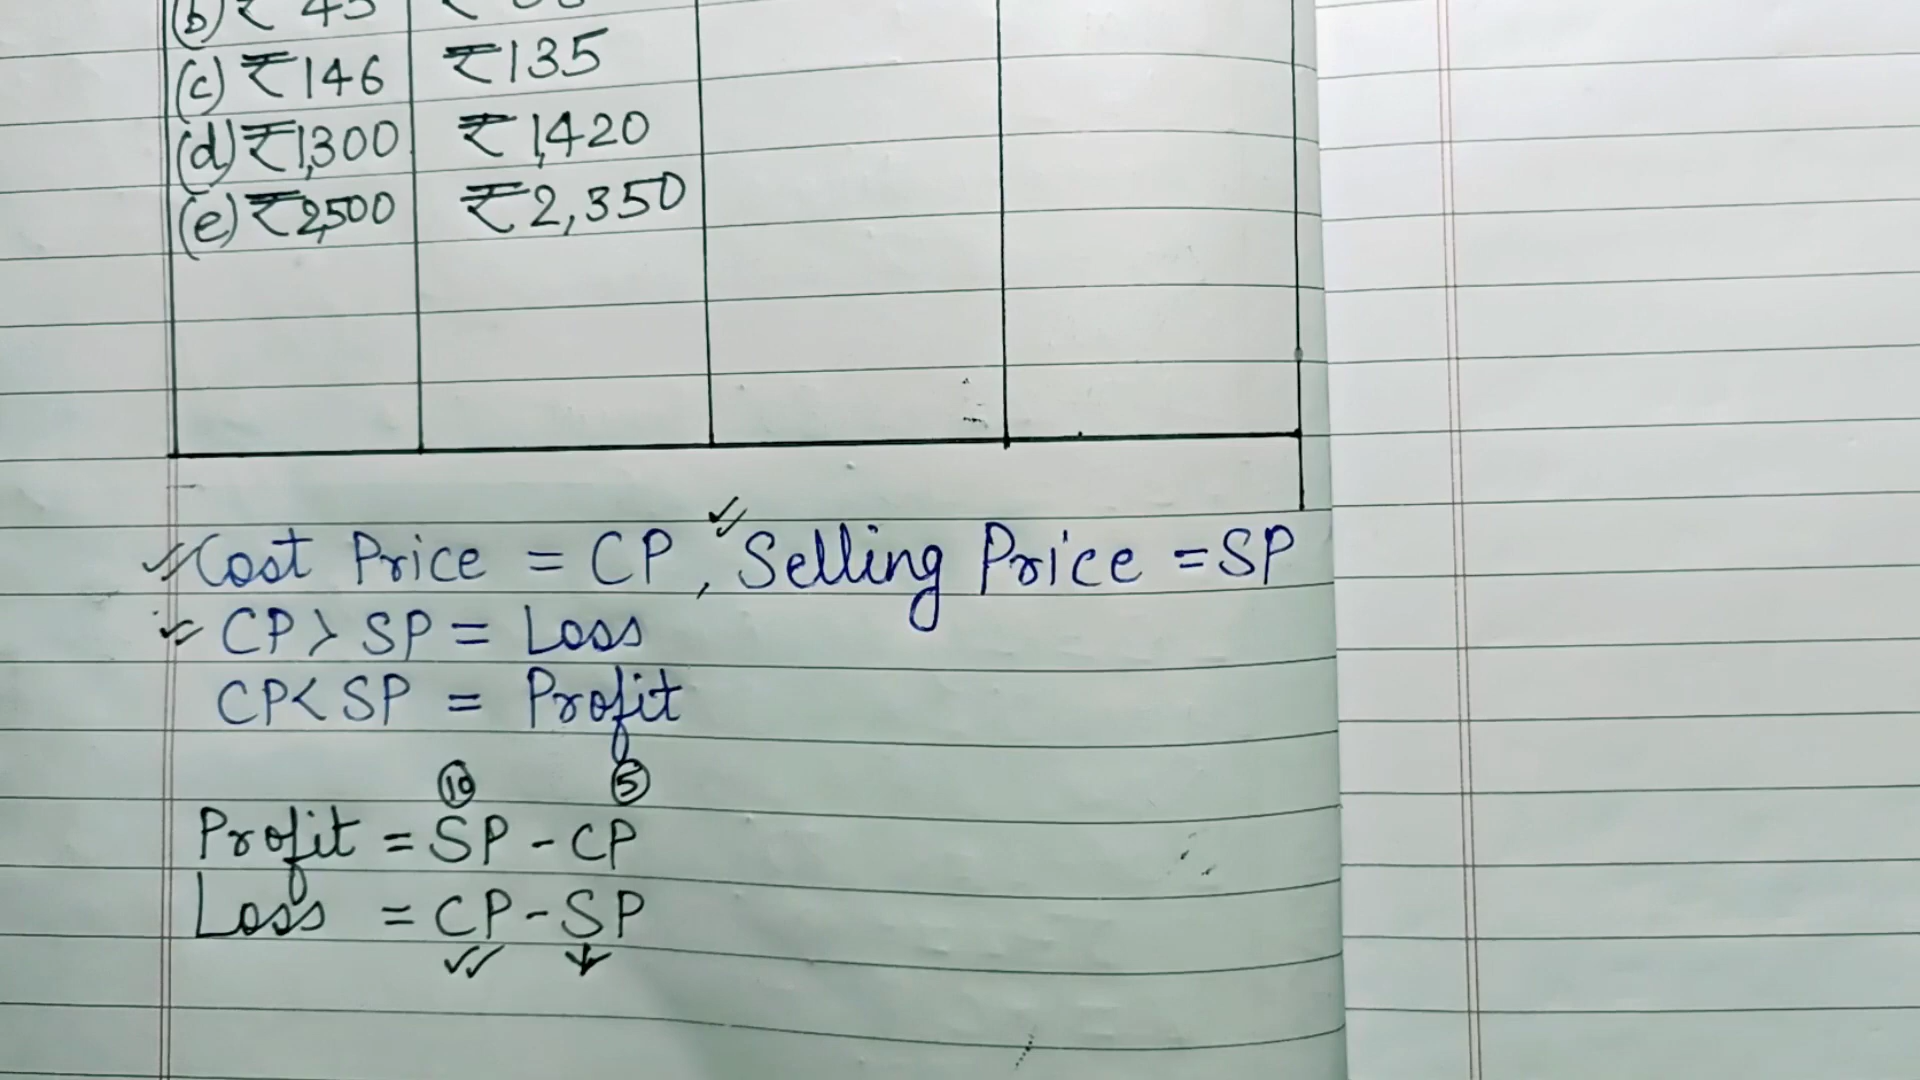 (b) ₹ 45
(c) ₹146 ₹135
(d) ₹1,300 ₹1,420
(e) ₹2,500 ₹2,350
Cost Price = CP, Selling Price = SP
CP > SP = Loss
CP < SP = Profit
10 5
Profit = SP - CP
Loss = CP - SP